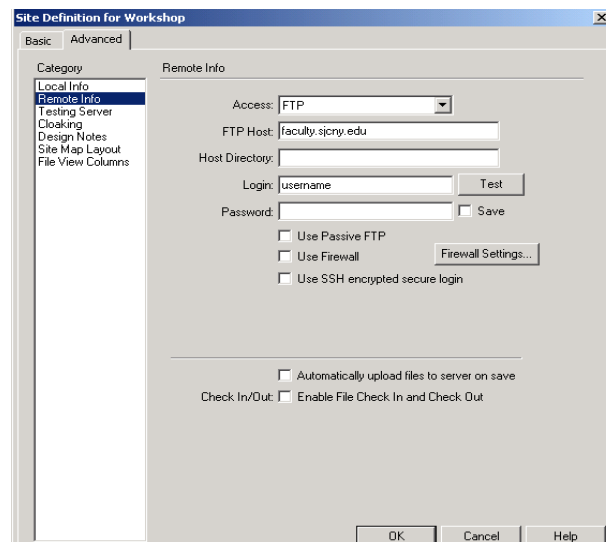 Site Definition for Workshop
Basic Advanced
Category
Local Info
Remote Info
Testing Server
Cloaking
Design Notes
Site Map Layout
File View Columns
Remote Info
Access: FTP
FTP Host: faculty.sjcny.edu
Host Directory:
Login: username Test
Password: Save
Use Passive FTP
Use Firewall Firewall Settings...
Use SSH encrypted secure login
Automatically upload files to server on save
Check In/Out: Enable File Check In and Check Out
OK Cancel Help